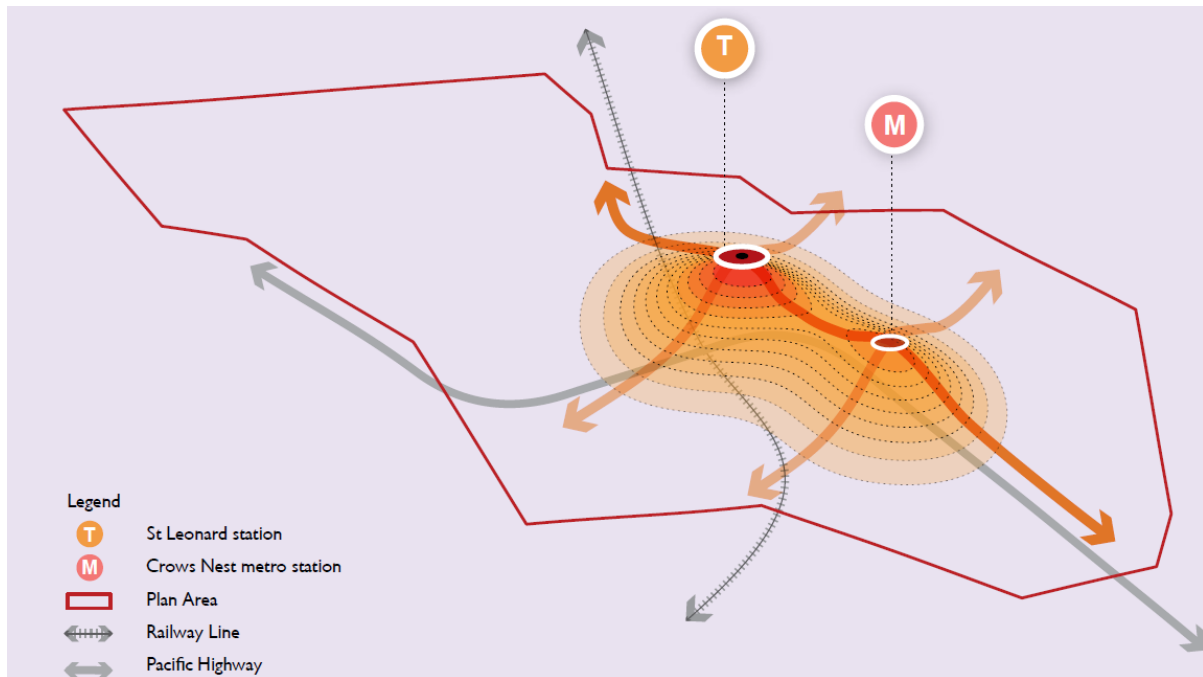 T
M
Legend
T St Leonard station
M Crows Nest metro station
Plan Area
Railway Line
Pacific Highway